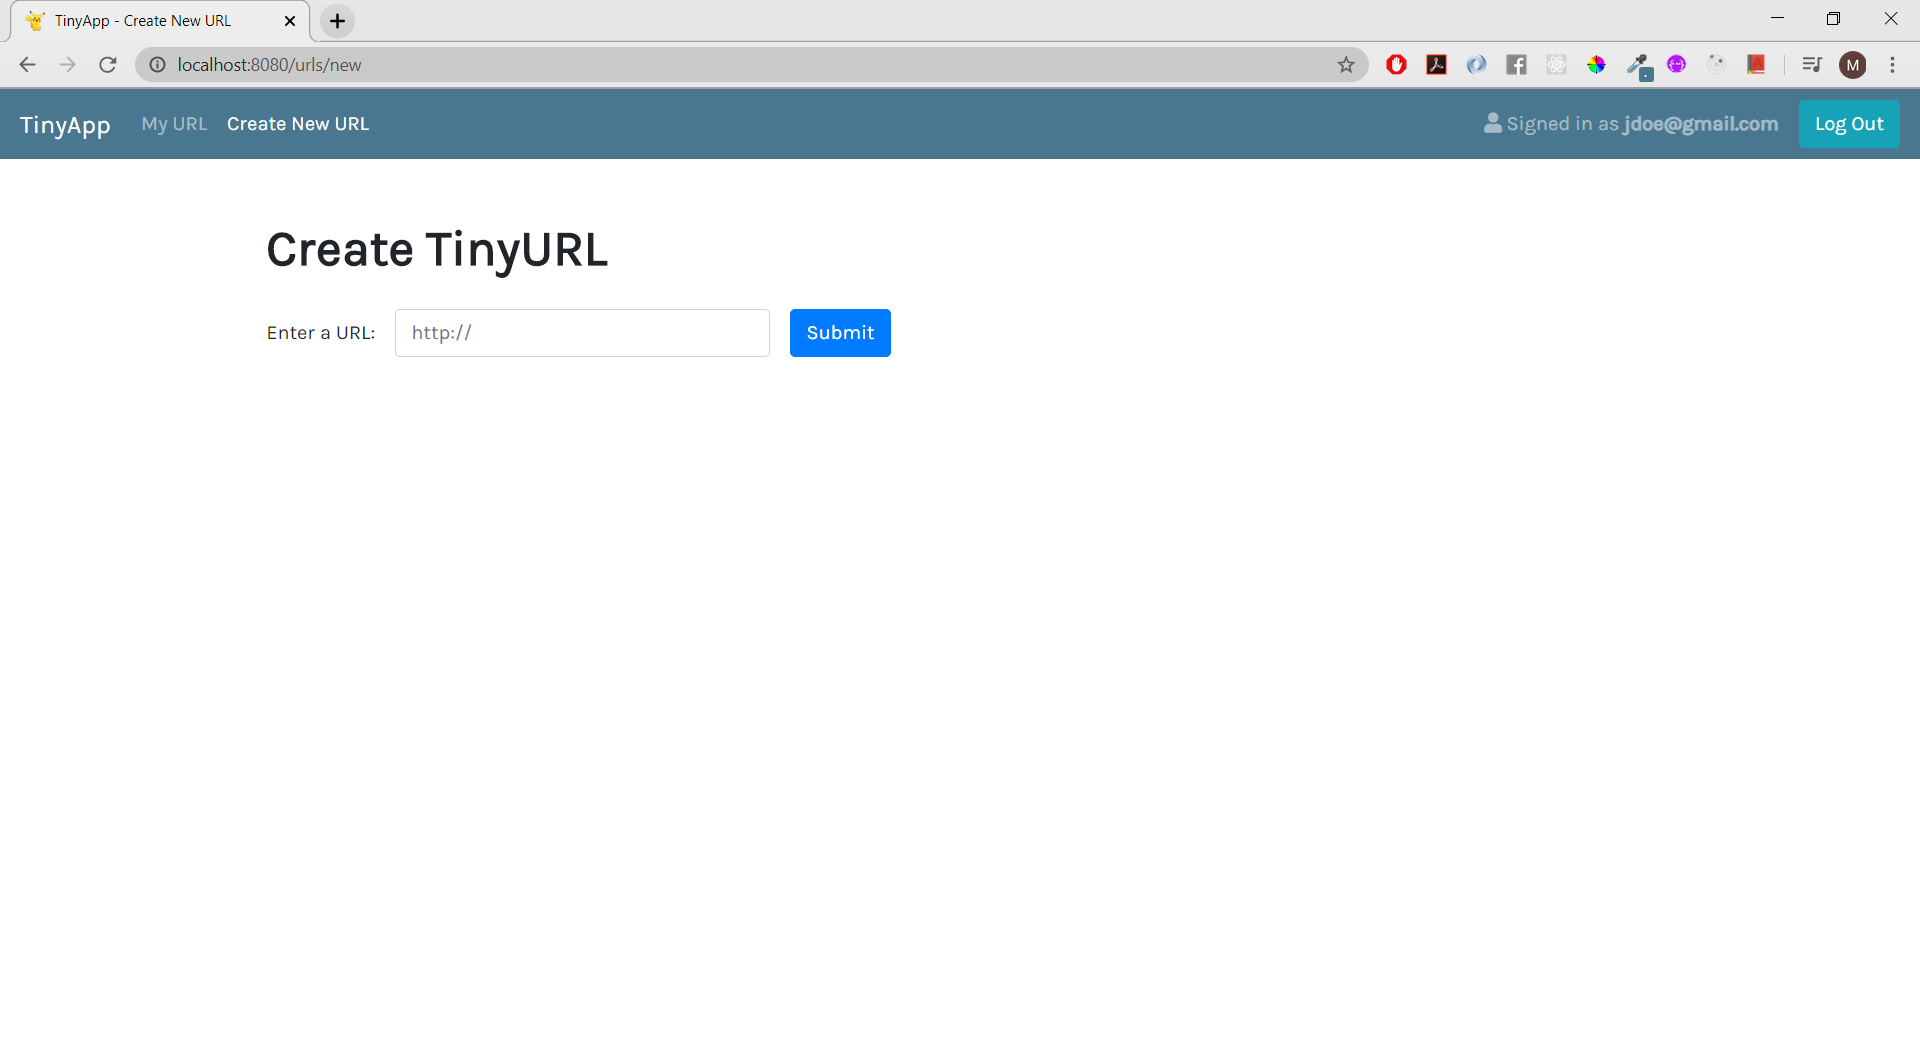 TinyApp - Create New URL
localhost:8080/urls/new
M
TinyApp My URL Create New URL Signed in as jdoe@gmail.com Log Out
Create TinyURL
Enter a URL: http:// Submit